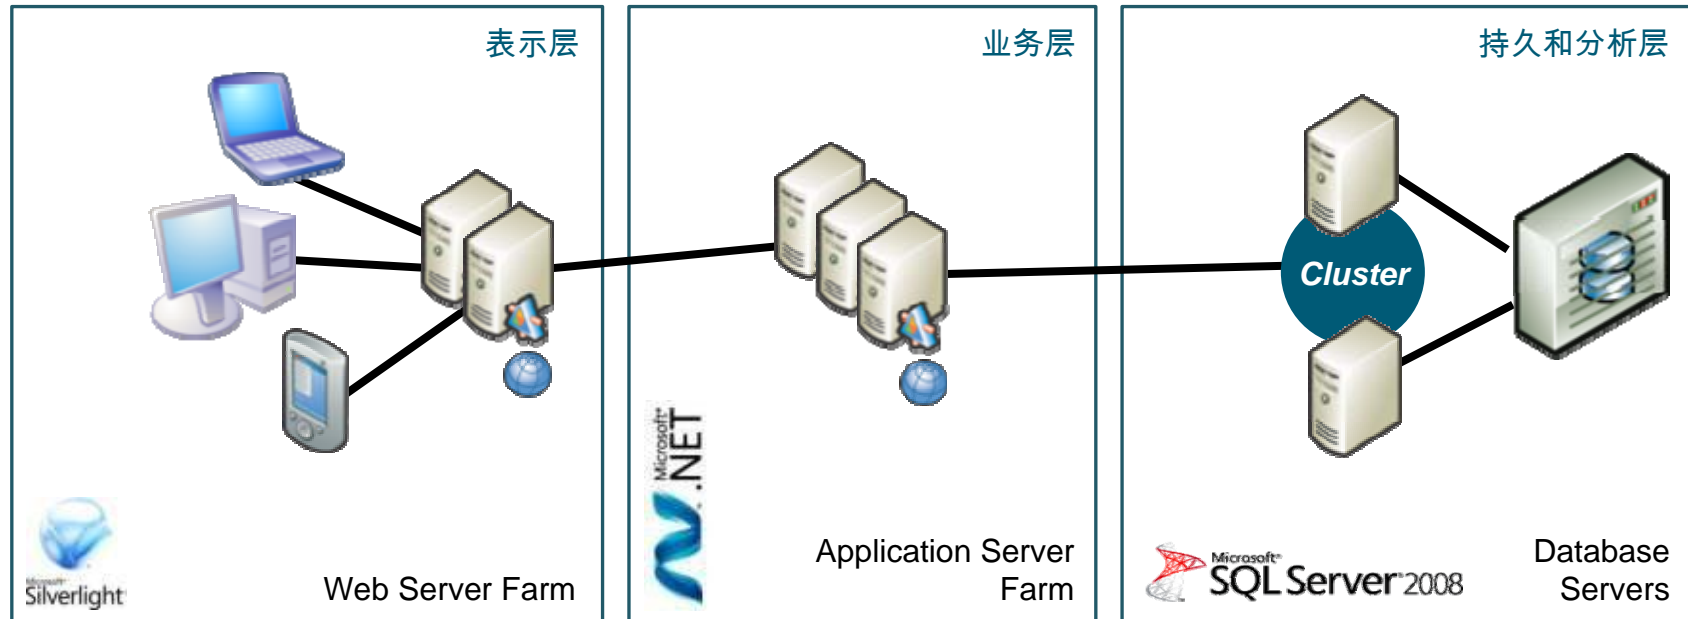 表示层
Microsoft
Silverlight
Web Server Farm
业务层
Microsoft
.NET
Application Server
Farm
持久和分析层
Cluster
Microsoft
SQL Server 2008
Database
Servers